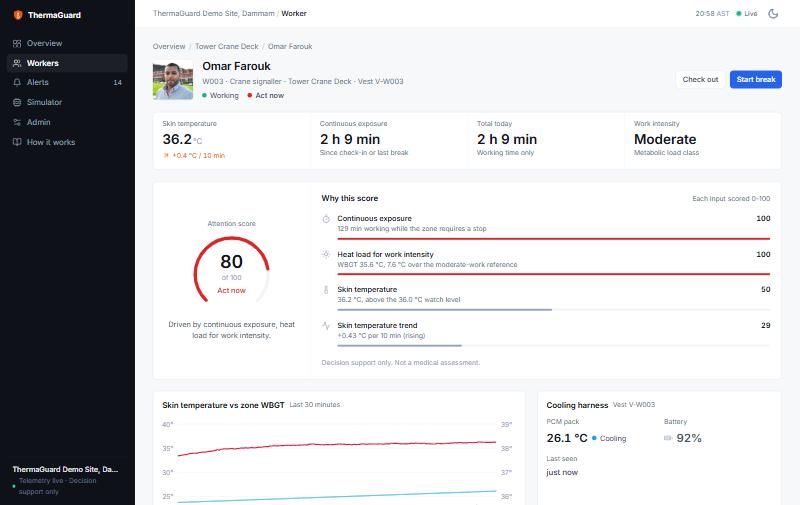 ThermaGuard
ThermaGuard Demo Site, Dammam / Worker
20:58 AST
Live
Overview
Workers
Alerts
14
Simulator
Admin
How it works
ThermaGuard Demo Site, Da...
Telemetry live · Decision
support only
Overview / Tower Crane Deck / Omar Farouk
Omar Farouk
W003 · Crane signaller · Tower Crane Deck · Vest V-W003
Working
Act now
Check out
Start break
Skin temperature
36.2 °C
+0.4 °C / 10 min
Continuous exposure
2 h 9 min
Since check-in or last break
Total today
2 h 9 min
Working time only
Work intensity
Moderate
Metabolic load class
Attention score
80
of 100
Act now
Driven by continuous exposure, heat
load for work intensity.
Why this score
Each input scored 0-100
Continuous exposure
100
129 min working while the zone requires a stop
Heat load for work intensity
100
WBGT 35.6 °C, 7.6 °C over the moderate-work reference
Skin temperature
50
36.2 °C, above the 36.0 °C watch level
Skin temperature trend
29
+0.43 °C per 10 min (rising)
Decision support only. Not a medical assessment.
Skin temperature vs zone WBGT Last 30 minutes
40° 39°
35° 38°
30° 37°
25° 36°
Cooling harness Vest V-W003
PCM pack
26.1 °C
Cooling
Battery
92%
Last seen
just now